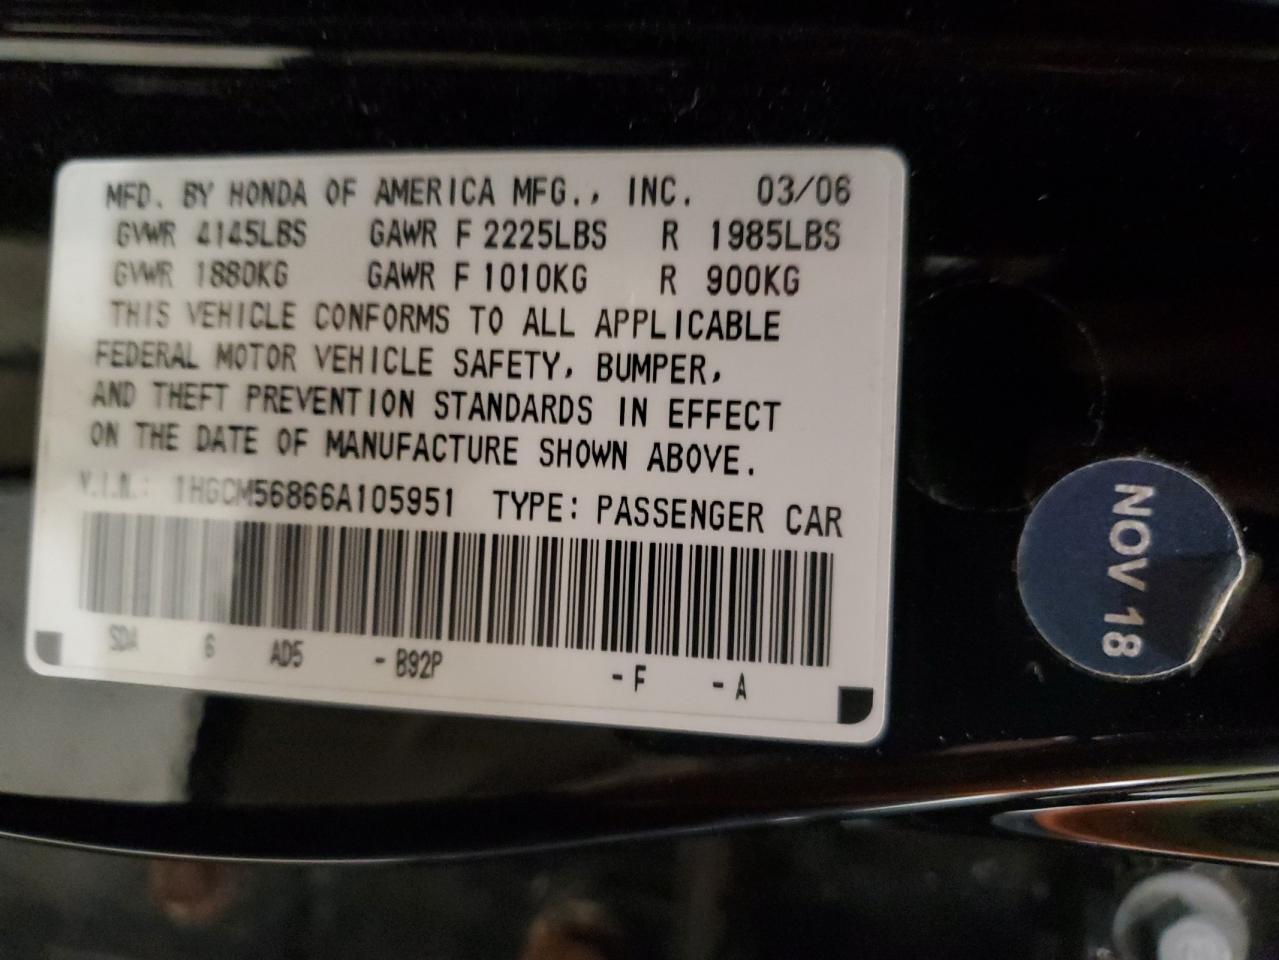 MFD. BY HONDA OF AMERICA MFG., INC. 03/06
GVWR 4145LBS GAWR F 2225LBS R 1985LBS
GVWR 1880KG GAWR F 1010KG R 900KG
THIS VEHICLE CONFORMS TO ALL APPLICABLE
FEDERAL MOTOR VEHICLE SAFETY, BUMPER,
AND THEFT PREVENTION STANDARDS IN EFFECT
ON THE DATE OF MANUFACTURE SHOWN ABOVE.
V.I.N.: 1HGCM56866A105951 TYPE: PASSENGER CAR
SDA 6 AD5 - B92P - F - A
NOV 18